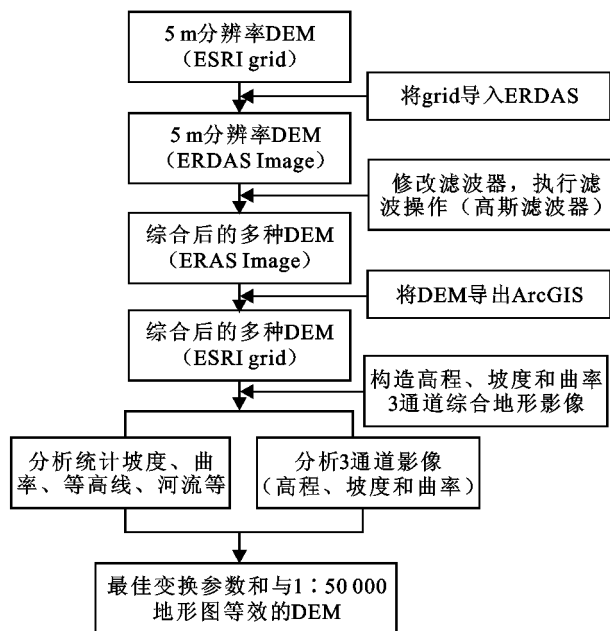 5 m分辨率DEM
（ESRI grid）
将grid导入ERDAS
5 m分辨率DEM
（ERDAS Image）
修改滤波器，执行滤
波操作（高斯滤波器）
综合后的多种DEM
（ERAS Image）
将DEM导出ArcGIS
综合后的多种DEM
（ESRI grid）
构造高程、坡度和曲率
3通道综合地形影像
分析统计坡度、曲
率、等高线、河流等
分析3通道影像
（高程、坡度和曲率）
最佳变换参数和与1∶50 000
地形图等效的DEM